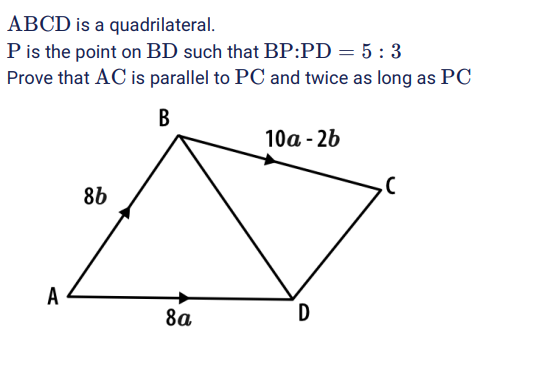 ABCD is a quadrilateral.
P is the point on BD such that BP:PD = 5 : 3
Prove that AC is parallel to PC and twice as long as PC
B
10a - 2b
C
8b
A
8a
D